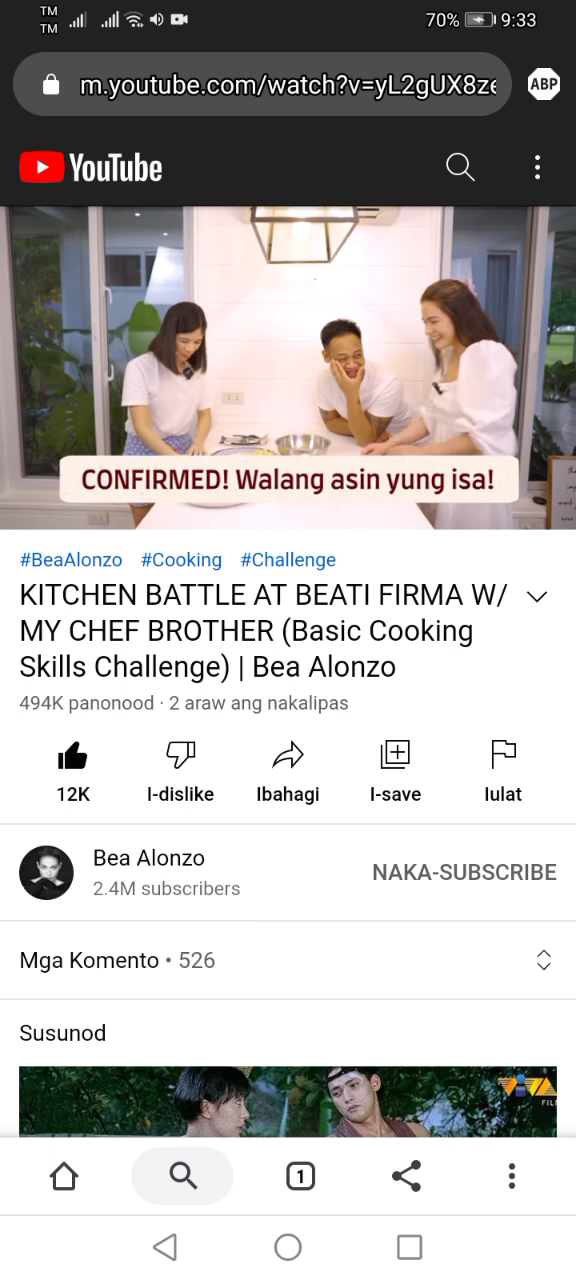 TM
TM
70% 9:33
m.youtube.com/watch?v=yL2gUX8ze
ABP
YouTube
CONFIRMED! Walang asin yung isa!
#BeaAlonzo #Cooking #Challenge
KITCHEN BATTLE AT BEATI FIRMA W/
MY CHEF BROTHER (Basic Cooking
Skills Challenge) | Bea Alonzo
494K panonood · 2 araw ang nakalipas
12K I-dislike Ibahagi I-save Iulat
Bea Alonzo
2.4M subscribers
NAKA-SUBSCRIBE
Mga Komento • 526
Susunod
VIVA
1